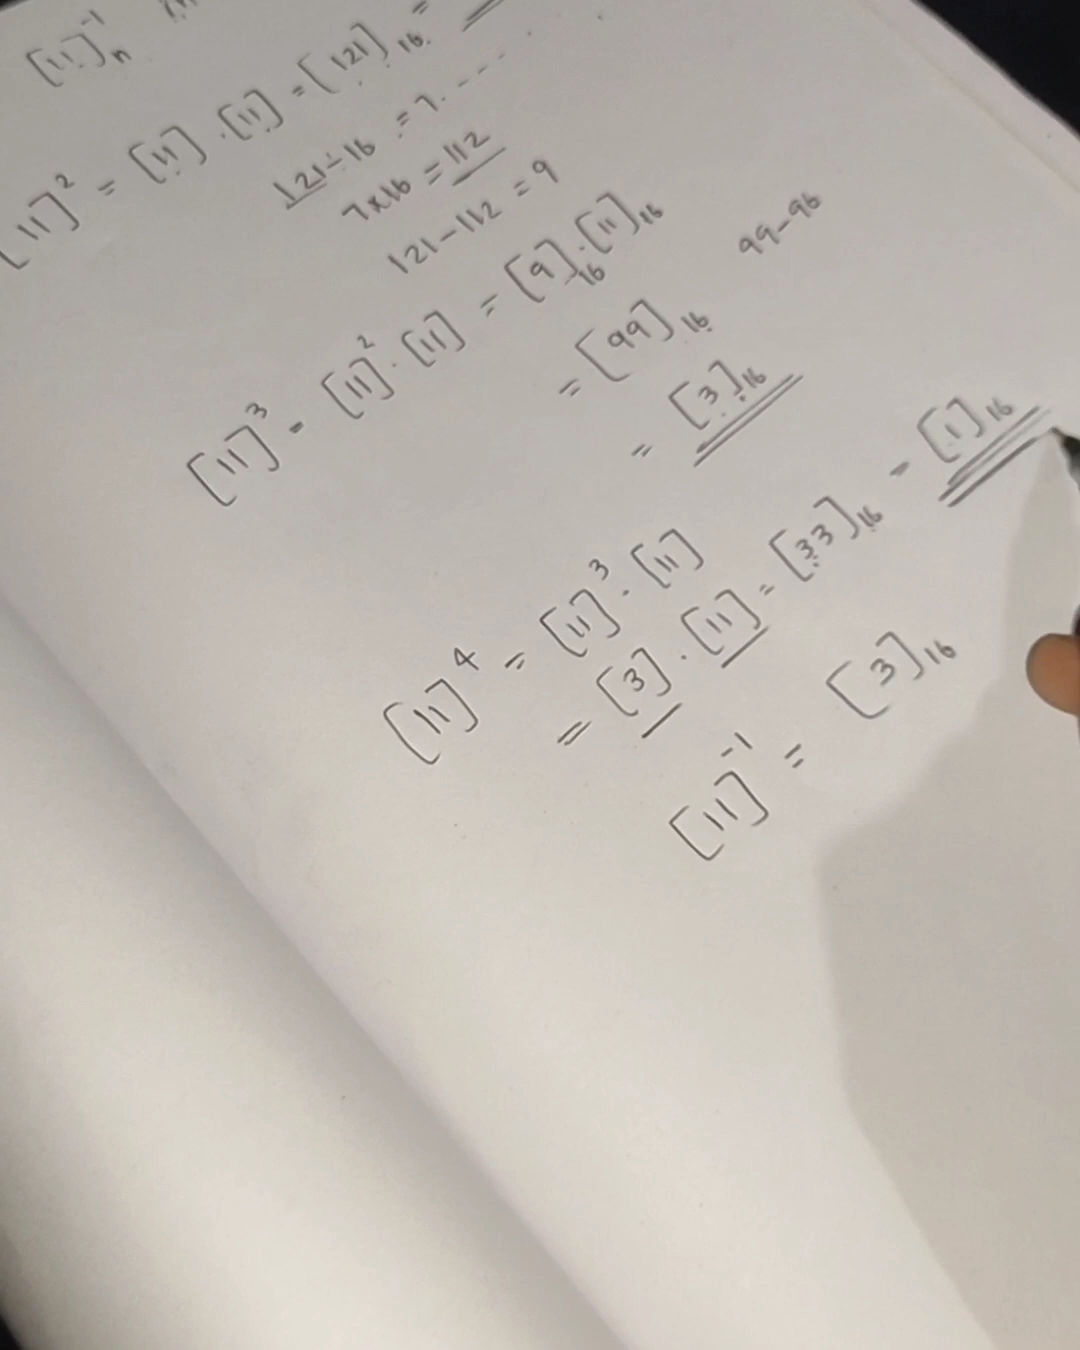 [11]ₙ⁻¹
[11]² = [11] · [11] = [121]₁₆ =
121 ÷ 16 = 7. - - - -
7×16 = 112
121 - 112 = 9
[11]³ = [11]² · [11] = [9]₁₆ · [11]₁₆
99-96
= [99]₁₆
= [3]₁₆
[11]⁴ = [11]³ · [11]
= [3] · [11] = [33]₁₆ = [1]₁₆
[11]⁻¹ = [3]₁₆